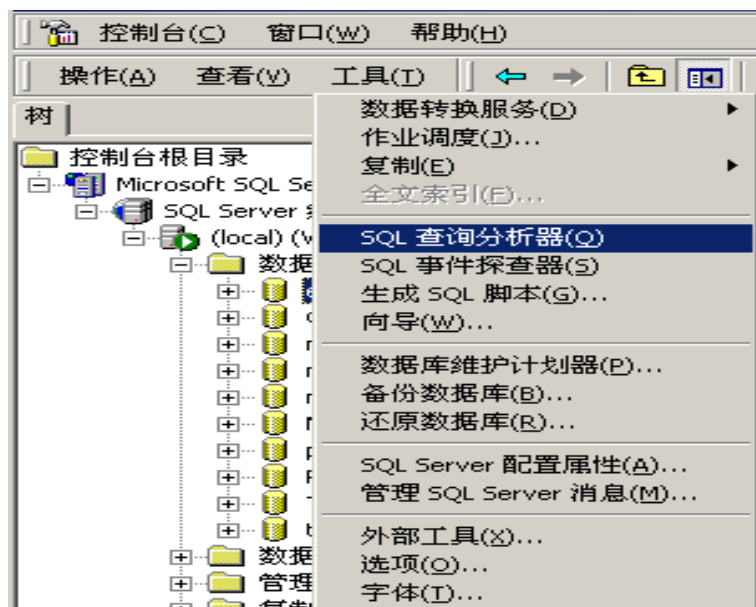 控制台(C) 窗口(W) 帮助(H)
操作(A) 查看(V) 工具(T)
树
控制台根目录
Microsoft SQL Se
SQL Server
(local)
数据
数据
管理
数据转换服务(D)
作业调度(J)...
复制(E)
全文索引(F)...
SQL 查询分析器(Q)
SQL 事件探查器(S)
生成 SQL 脚本(G)...
向导(W)...
数据库维护计划器(P)...
备份数据库(B)...
还原数据库(R)...
SQL Server 配置属性(A)...
管理 SQL Server 消息(M)...
外部工具(X)...
选项(O)...
字体(T)...